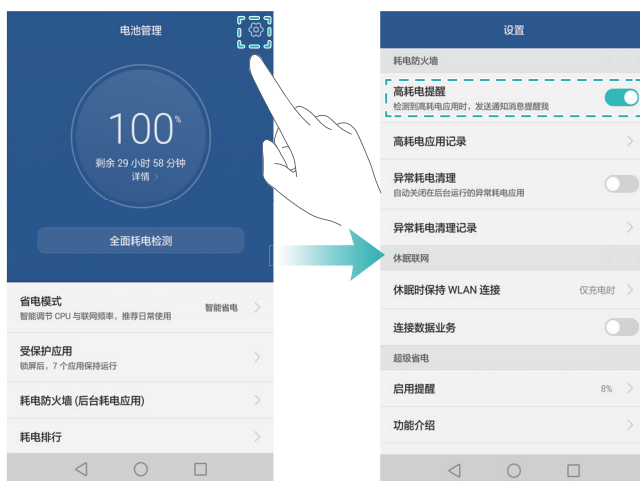 电池管理
100%
剩余 29 小时 58 分钟
详情
全面耗电检测
省电模式
智能调节 CPU 与联网频率，推荐日常使用
智能省电
受保护应用
锁屏后，7 个应用保持运行
耗电防火墙 (后台耗电应用)
耗电排行
设置
耗电防火墙
高耗电提醒
检测到高耗电应用时，发送通知消息提醒我
高耗电应用记录
异常耗电清理
自动关闭在后台运行的异常耗电应用
异常耗电清理记录
休眠联网
休眠时保持 WLAN 连接
仅充电时
连接数据业务
超级省电
启用提醒
8%
功能介绍